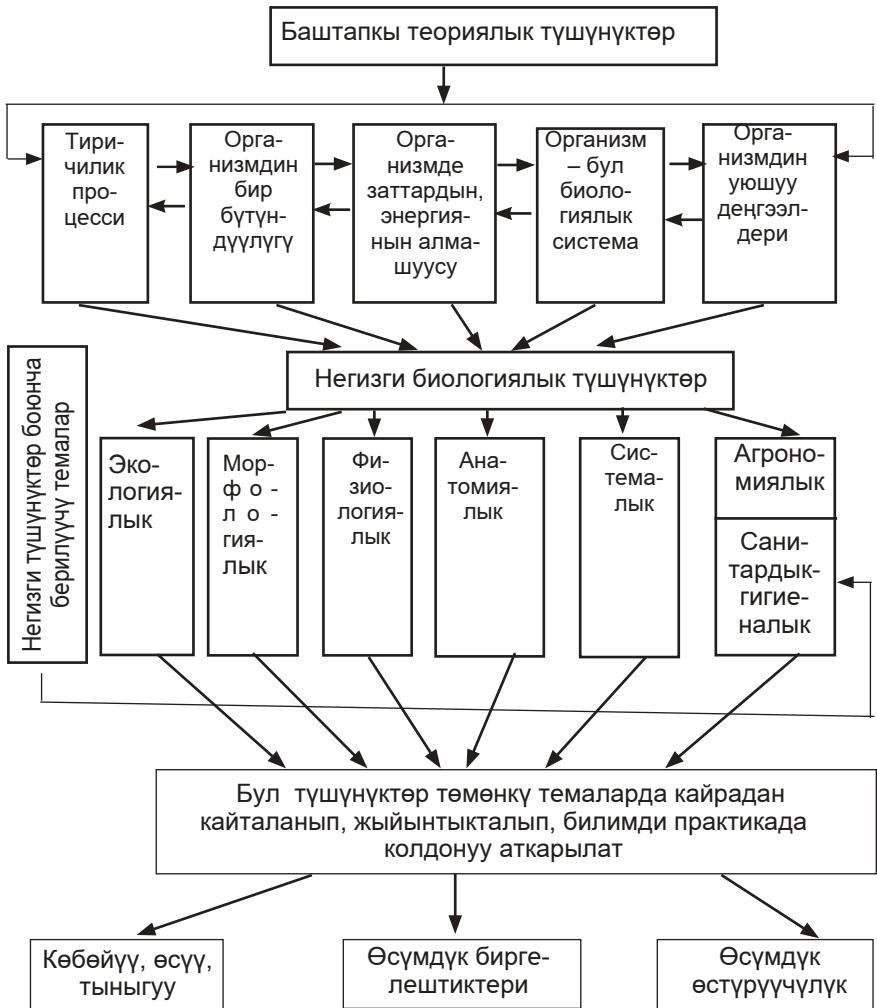 Баштапкы теориялык түшүнүктөр
Тири-
чилик
про-
цесси
Орга-
низмдин
бир
бүтүн-
дүүлүгү
Орга-
низмде
заттардын,
энергия-
нын алма-
шуусу
Организм
– бул
биоло-
гиялык
система
Орга-
низмдин
уюшуу
деңгээл-
дери
Негизги биологиялык түшүнүктөр
Негизги түшүнүктөр боюнча
берилүүчү темалар
Эко-
логия-
лык
Мор-
ф о -
л о -
гия-
лык
Фи-
зио-
логия-
лык
Ана-
томия-
лык
Сис-
тема-
лык
Агроно-
миялык
Сани-
тардык-
гигие-
налык
Бул түшүнүктөр төмөнкү темаларда кайрадан
кайталанып, жыйынтыкталып, билимди практикада
колдонуу аткарылат
Көбөйүү, өсүү,
тыныгуу
Өсүмдүк бирге-
лештиктери
Өсүмдүк
өстүрүүчүлүк